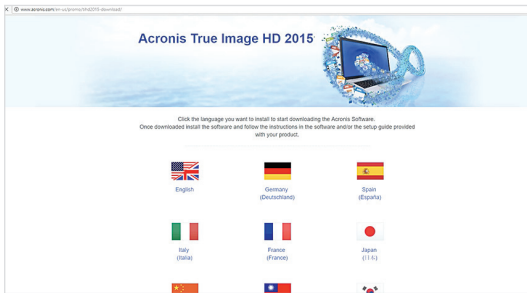 www.acronis.com/en-us/promo/tihd2015-download/
Acronis True Image HD 2015
Click the language you want to install to start downloading the Acronis Software.
Once downloaded install the software and follow the instructions in the software and/or the setup guide provided
with your product.
English
Germany
(Deutschland)
Spain
(España)
Italy
(Italia)
France
(France)
Japan